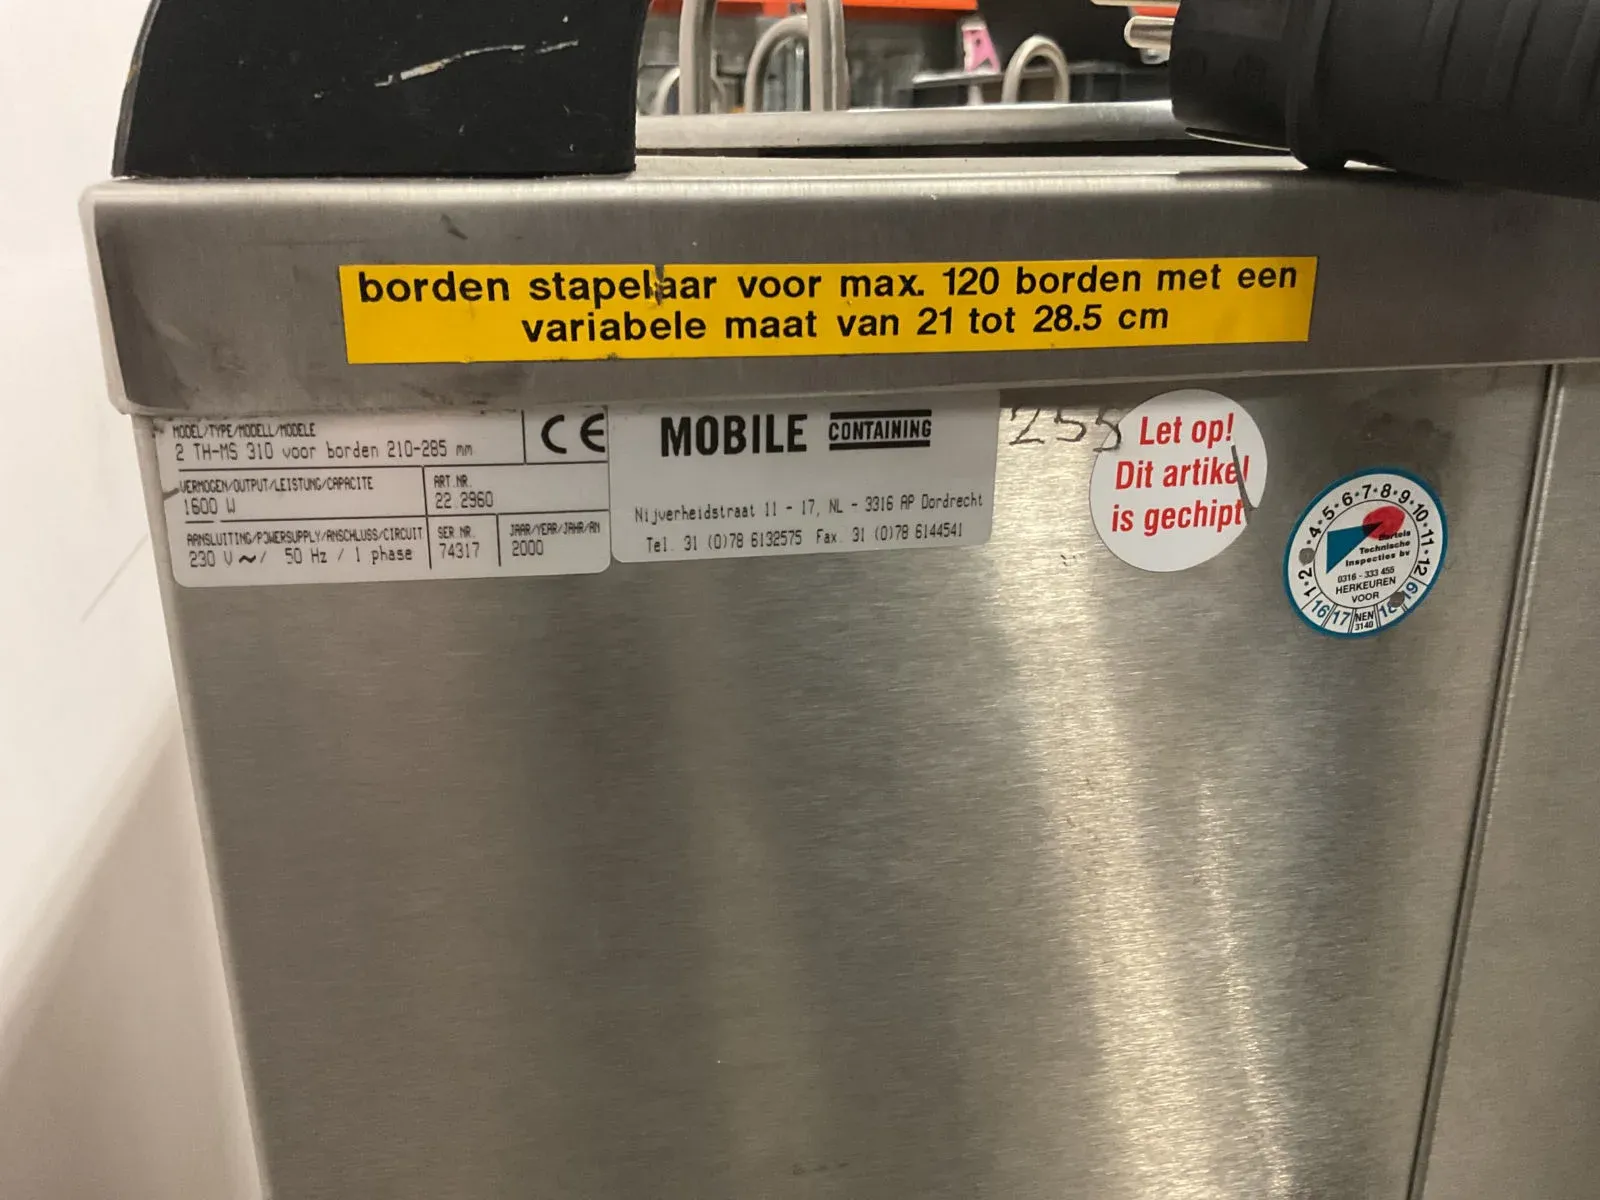 borden stapelaar voor max. 120 borden met een
variabele maat van 21 tot 28.5 cm
MODEL/TYPE/MODELL/MODELE
2 TH-MS 310 voor borden 210-285 mm
CE
VERMOGEN/OUTPUT/LEISTUNG/CAPACITE
1600 W
ART.NR.
22.2960
AANSLUITING/POWERSUPPLY/ANSCHLUSS/CIRCUIT
230 V ~/ 50 Hz / 1 phase
SER.NR.
74317
JAAR/YEAR/JAHR/AN
2000
MOBILE CONTAINING
Nijverheidstraat 11 - 17, NL - 3316 AP Dordrecht
Tel. 31 (0)78 6132575 Fax. 31 (0)78 6144541
255
Let op!
Dit artikel
is gechipt
1•2•4•5•6•7•8•9•10•11•12
Bartels
Technische
Inspecties bv
0316 - 333 455
HERKEUREN
VOOR
16 17 NEN 3140 18 19